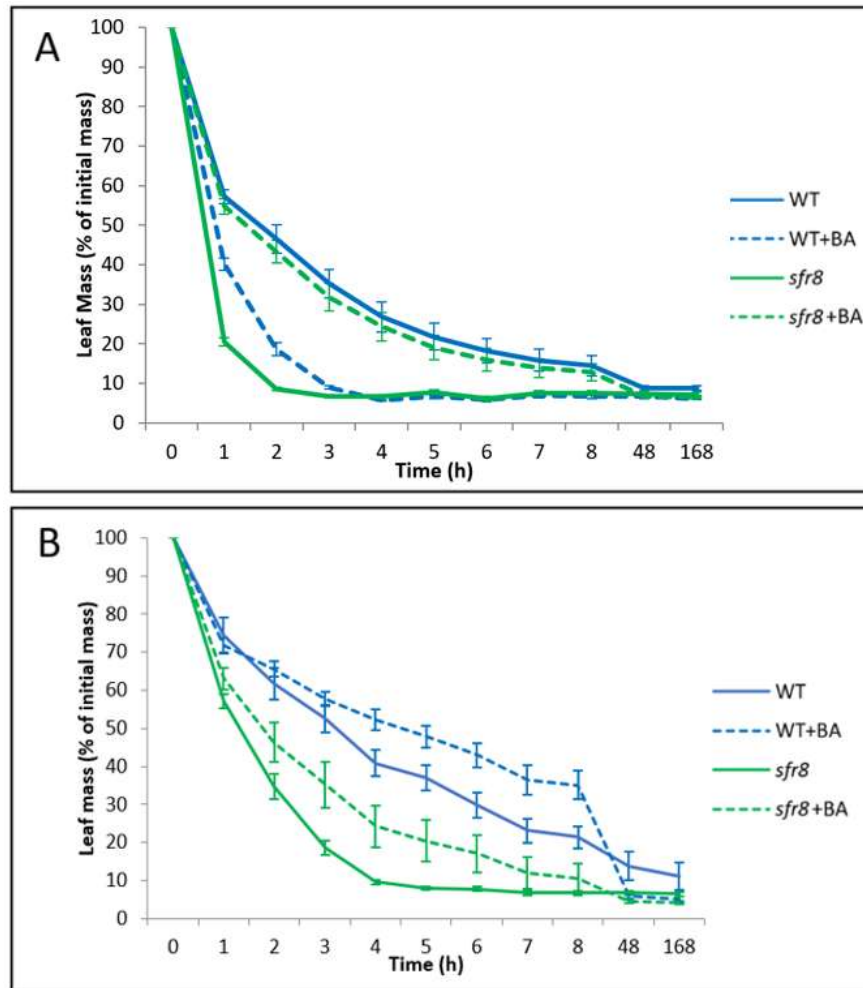 A
Leaf Mass (% of initial mass)
100
90
80
70
60
50
40
30
20
10
0
0 1 2 3 4 5 6 7 8 48 168
Time (h)
WT
WT+BA
sfr8
sfr8+BA
B
Leaf mass (% of initial mass)
100
90
80
70
60
50
40
30
20
10
0
0 1 2 3 4 5 6 7 8 48 168
Time (h)
WT
WT+BA
sfr8
sfr8+BA